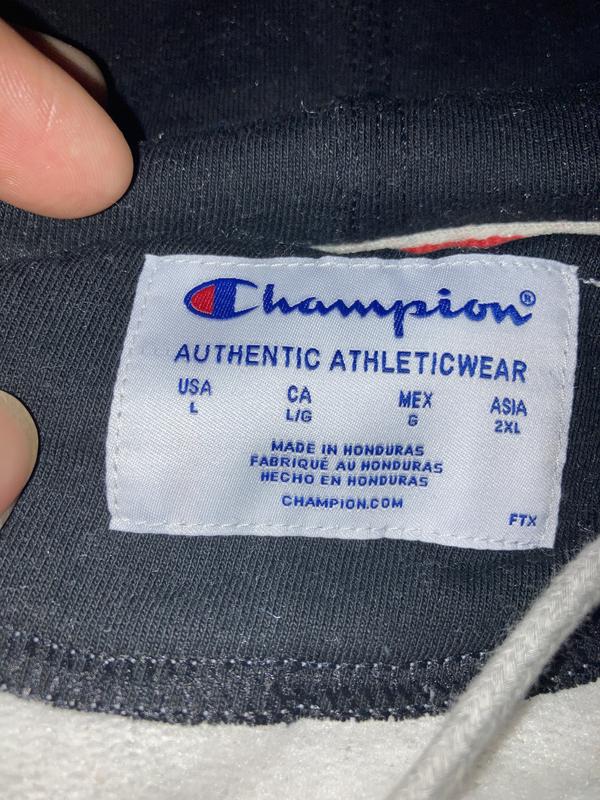 Champion®
AUTHENTIC ATHLETICWEAR
USA CA MEX ASIA
L L/G G 2XL
MADE IN HONDURAS
FABRIQUÉ AU HONDURAS
HECHO EN HONDURAS
CHAMPION.COM
FTX